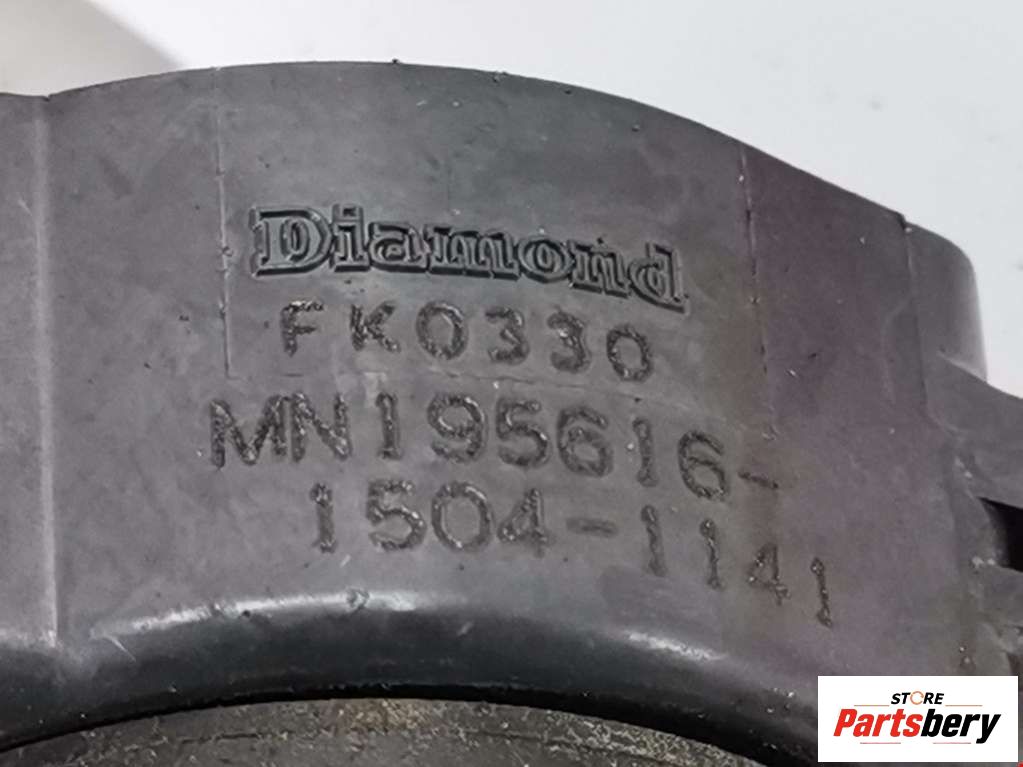 Diamond
FK0330
MN195616-
1504-1141
STORE
Partsbery